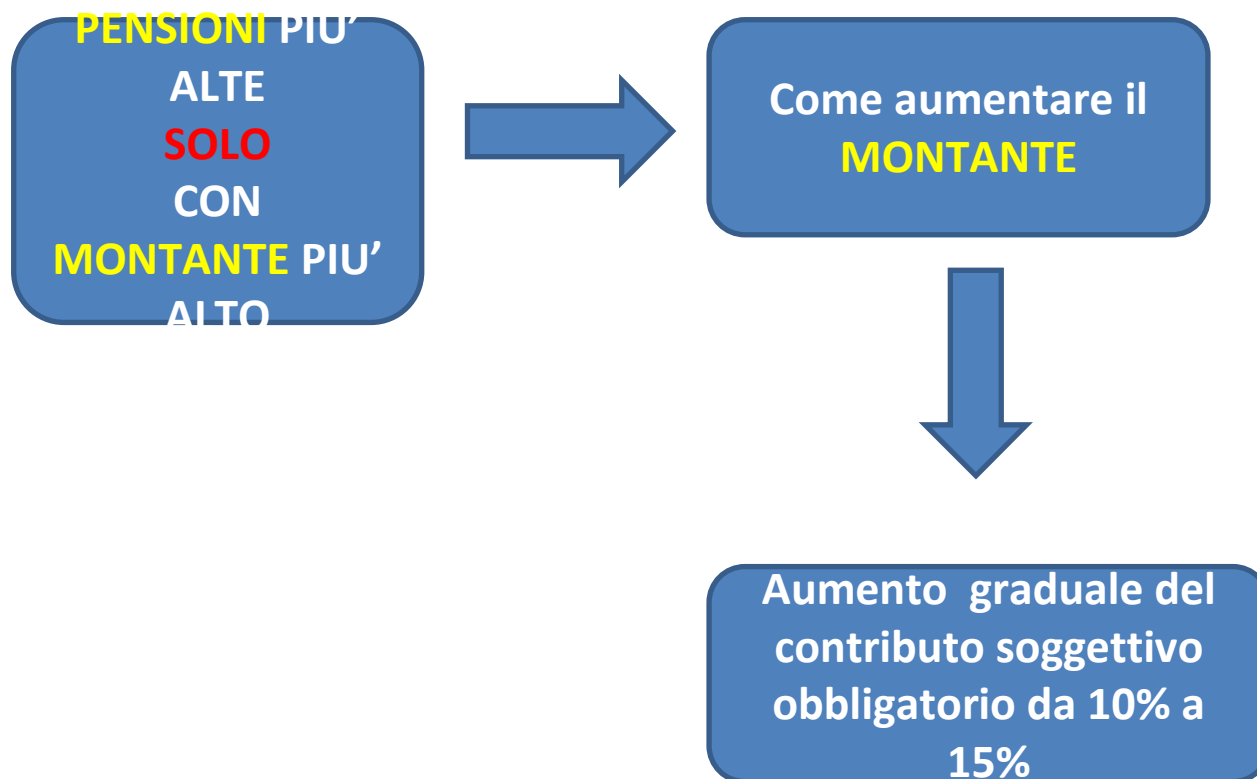 PENSIONI PIU’
ALTE
SOLO
CON
MONTANTE PIU’
ALTO
Come aumentare il
MONTANTE
Aumento  graduale del
contributo soggettivo
obbligatorio da 10% a
15%